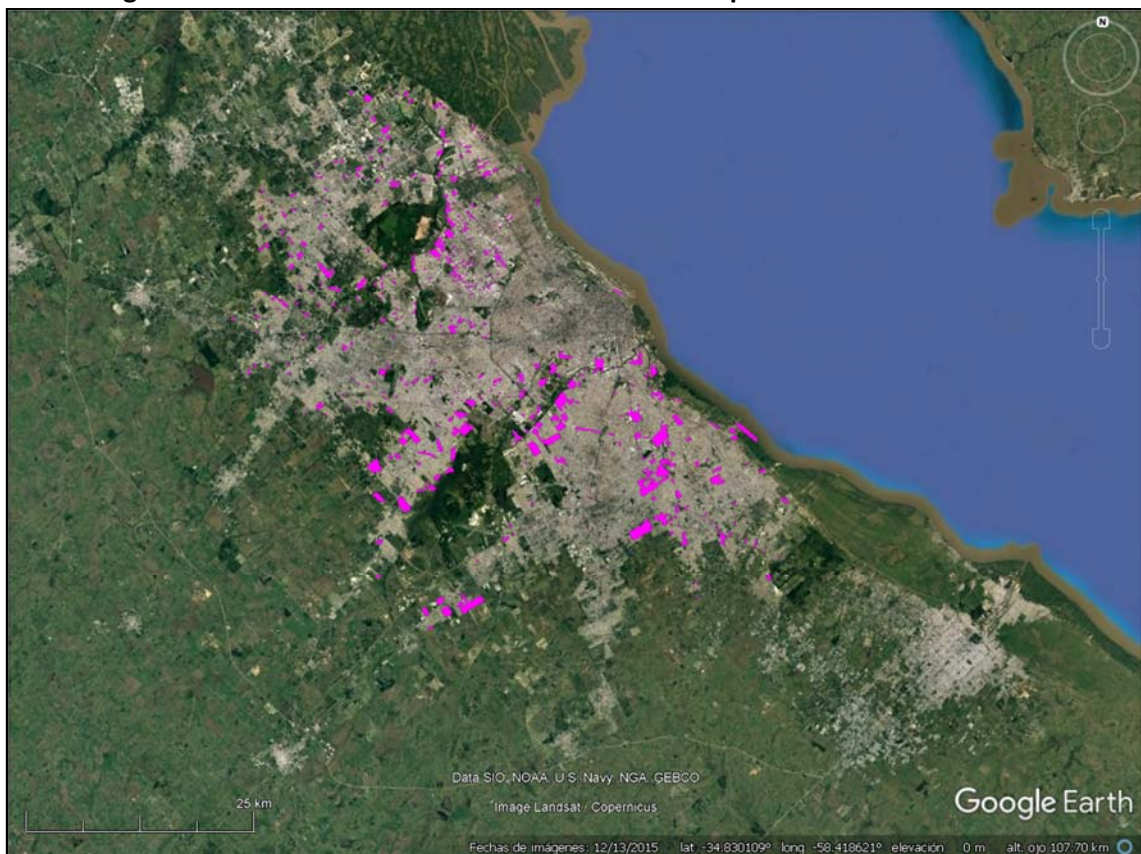 N
Data SIO, NOAA, U.S. Navy, NGA, GEBCO
Image Landsat / Copernicus
25 km
Google Earth
Fechas de imágenes: 12/13/2015 lat -34.830109° long -58.418621° elevación 0 m alt. ojo 107.70 km